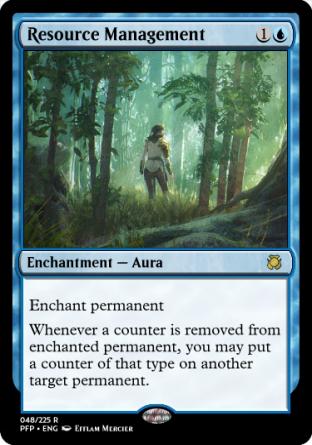 Resource Management 1
Enchantment — Aura
Enchant permanent
Whenever a counter is removed from
enchanted permanent, you may put
a counter of that type on another
target permanent.
048/225 R
PFP • ENG Efflam Mercier